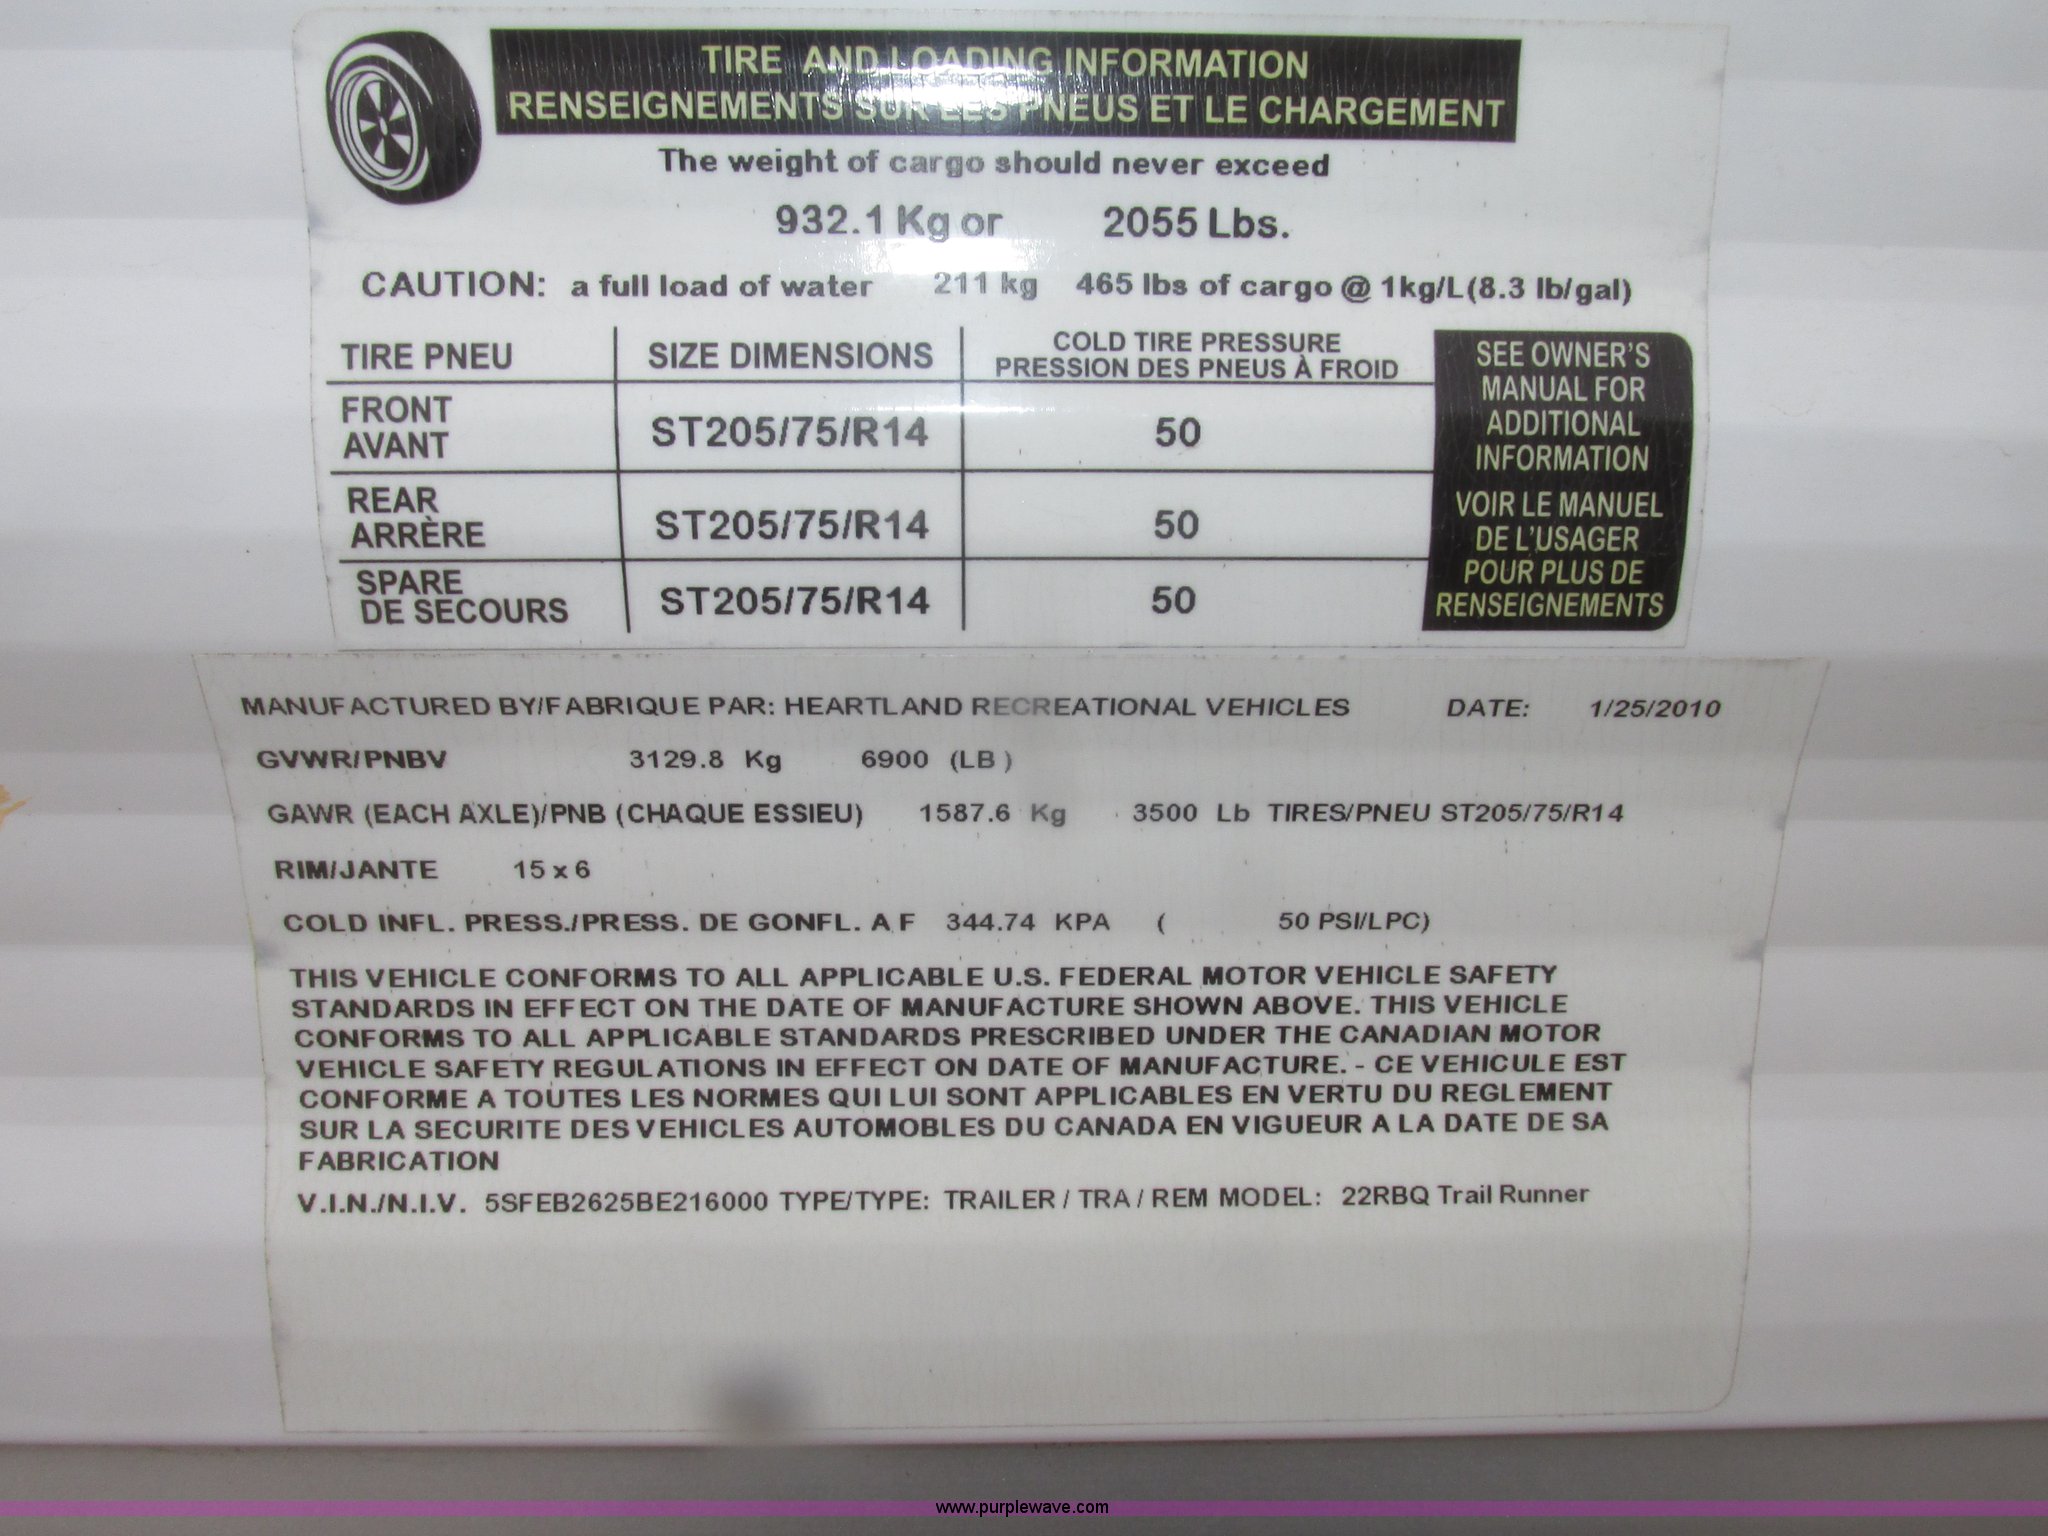 TIRE AND LOADING INFORMATION
RENSEIGNEMENTS SUR LES PNEUS ET LE CHARGEMENT
The weight of cargo should never exceed
932.1 Kg or 2055 Lbs.
CAUTION: a full load of water 211 kg 465 lbs of cargo @ 1kg/L(8.3 lb/gal)
TIRE PNEU SIZE DIMENSIONS COLD TIRE PRESSURE
PRESSION DES PNEUS À FROID
FRONT
AVANT ST205/75/R14 50
REAR
ARRÈRE ST205/75/R14 50
SPARE
DE SECOURS ST205/75/R14 50
SEE OWNER'S
MANUAL FOR
ADDITIONAL
INFORMATION
VOIR LE MANUEL
DE L'USAGER
POUR PLUS DE
RENSEIGNEMENTS
MANUFACTURED BY/FABRIQUE PAR: HEARTLAND RECREATIONAL VEHICLES DATE: 1/25/2010
GVWR/PNBV 3129.8 Kg 6900 (LB )
GAWR (EACH AXLE)/PNB (CHAQUE ESSIEU) 1587.6 Kg 3500 Lb TIRES/PNEU ST205/75/R14
RIM/JANTE 15 x 6
COLD INFL. PRESS./PRESS. DE GONFL. A F 344.74 KPA ( 50 PSI/LPC)
THIS VEHICLE CONFORMS TO ALL APPLICABLE U.S. FEDERAL MOTOR VEHICLE SAFETY
STANDARDS IN EFFECT ON THE DATE OF MANUFACTURE SHOWN ABOVE. THIS VEHICLE
CONFORMS TO ALL APPLICABLE STANDARDS PRESCRIBED UNDER THE CANADIAN MOTOR
VEHICLE SAFETY REGULATIONS IN EFFECT ON DATE OF MANUFACTURE. - CE VEHICULE EST
CONFORME A TOUTES LES NORMES QUI LUI SONT APPLICABLES EN VERTU DU REGLEMENT
SUR LA SECURITE DES VEHICLES AUTOMOBLES DU CANADA EN VIGUEUR A LA DATE DE SA
FABRICATION
V.I.N./N.I.V. 5SFEB2625BE216000 TYPE/TYPE: TRAILER / TRA / REM MODEL: 22RBQ Trail Runner
www.purplewave.com